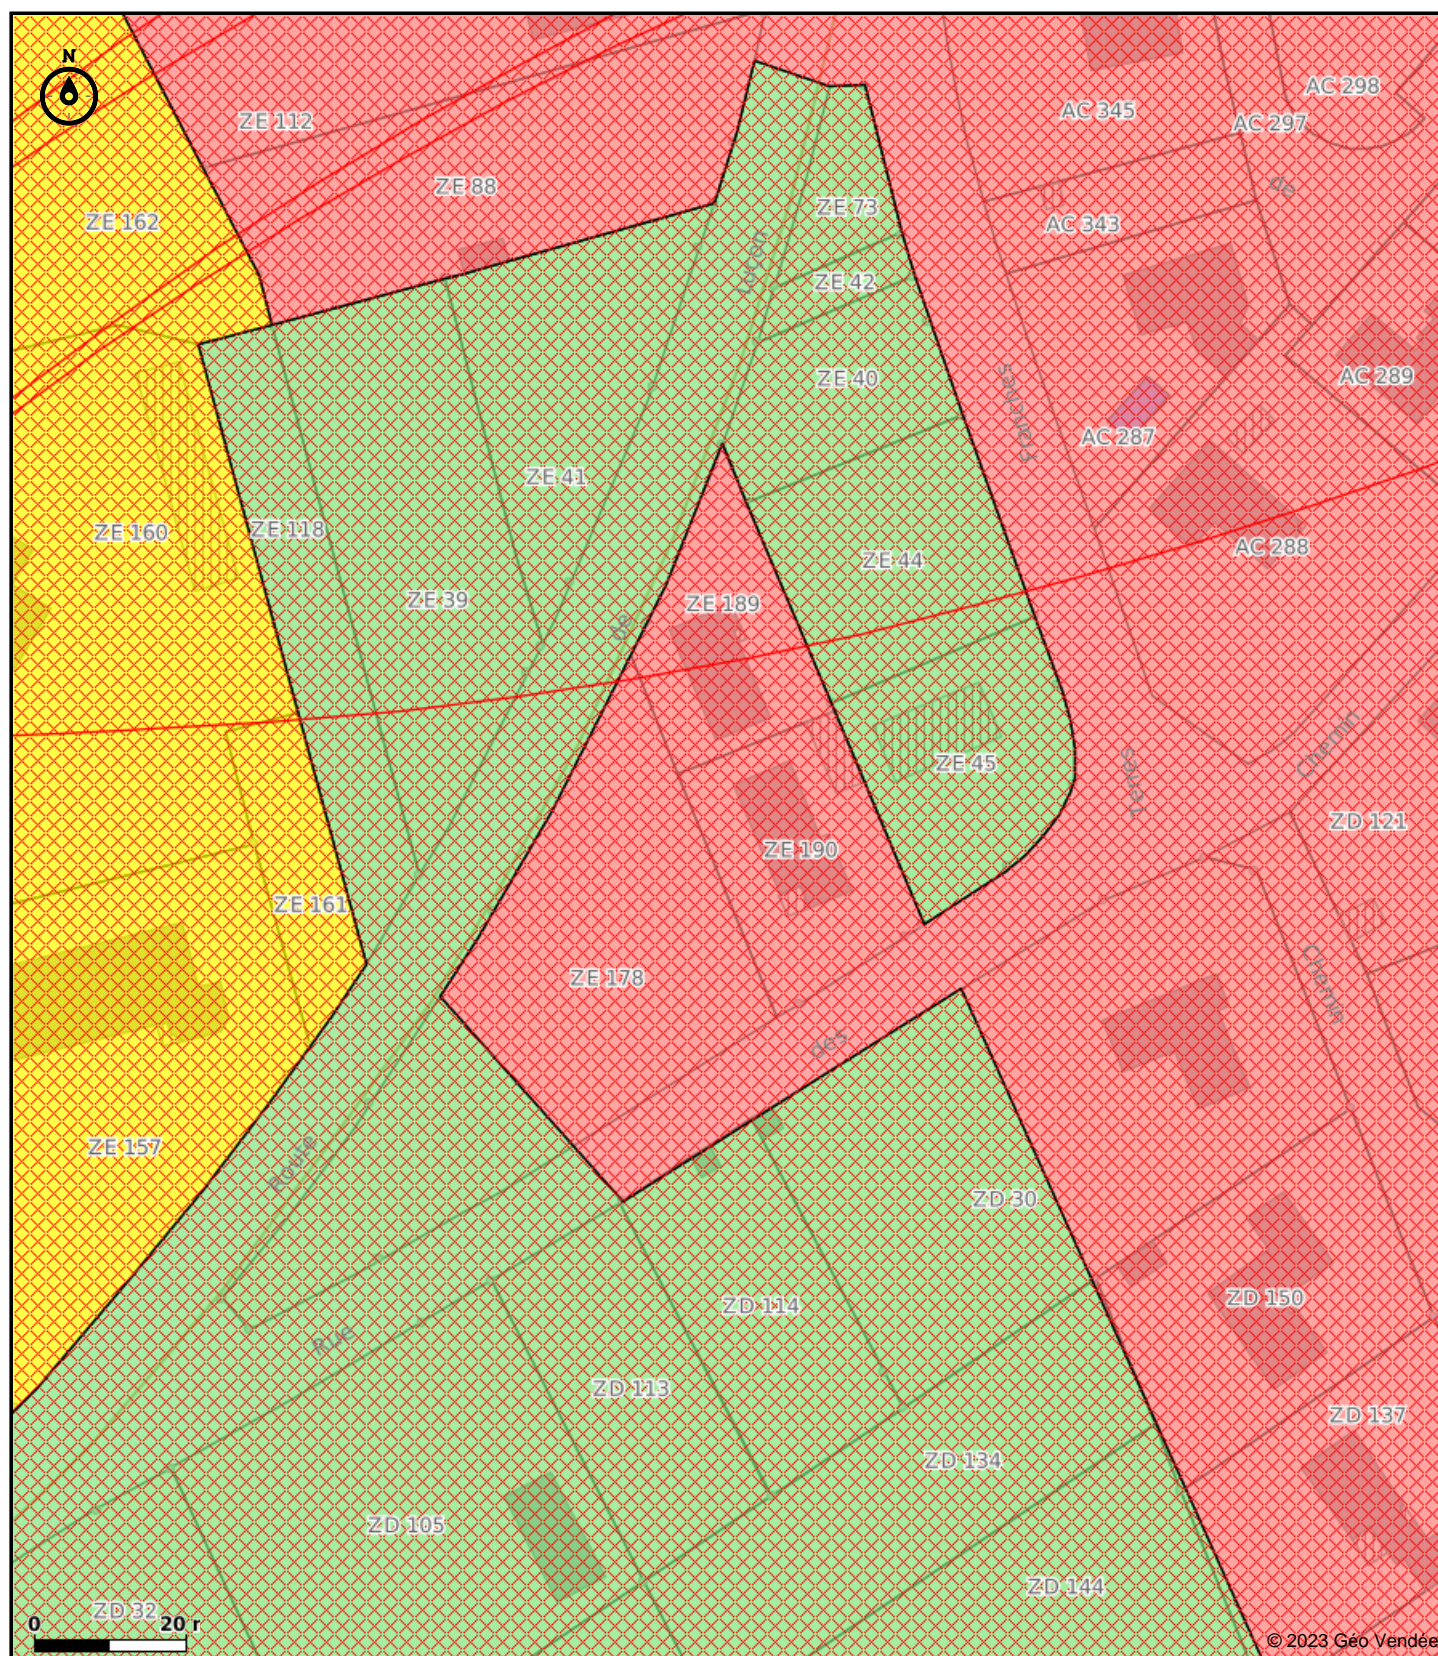 N
AC 298
AC 345
ZE 112
AC 297
de
ZE 88
ZE 73
ZE 162
AC 343
Luçon
ZE 42
ZE 40
AC 289
Franches
AC 287
ZE 41
ZE 118
ZE 160
AC 288
ZE 44
ZE 39
ZE 189
de
Chemin
ZE 45
Terres
ZD 121
ZE 190
ZE 161
ZE 178
Chemin
des
ZE 157
Route
ZD 30
ZD 150
ZD 114
Rue
ZD 113
ZD 137
ZD 134
ZD 105
ZD 144
ZD 32
0 20 r
© 2023 Géo Vendée